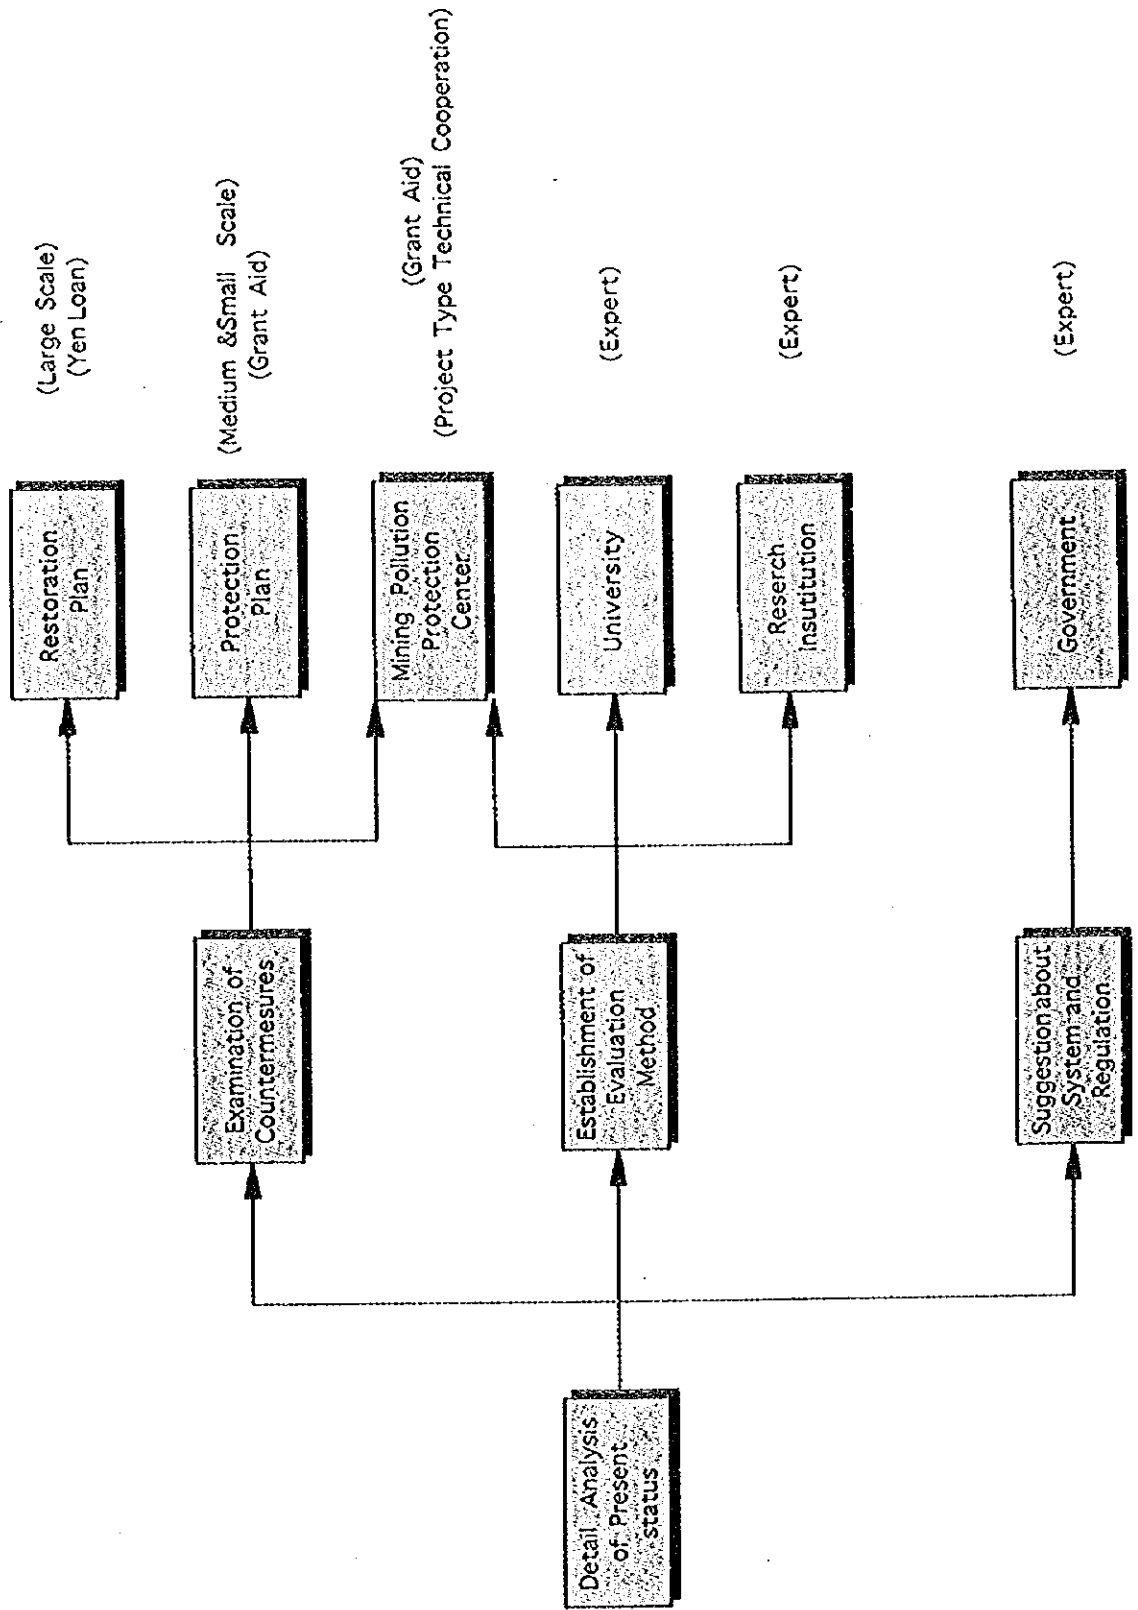 Detail Analysis
of Present
status
Examination of
Countermesures
Establishment of
Evaluation
Method
Suggestion about
System and
Regulation
Restoration
Plan
(Large Scale)
(Yen Loan)
Protection
Plan
(Medium &Small Scale)
(Grant Aid)
Mining Pollution
Protection
Center
(Grant Aid)
(Project Type Technical Cooperation)
University
(Expert)
Reserch
Insutitution
(Expert)
Government
(Expert)